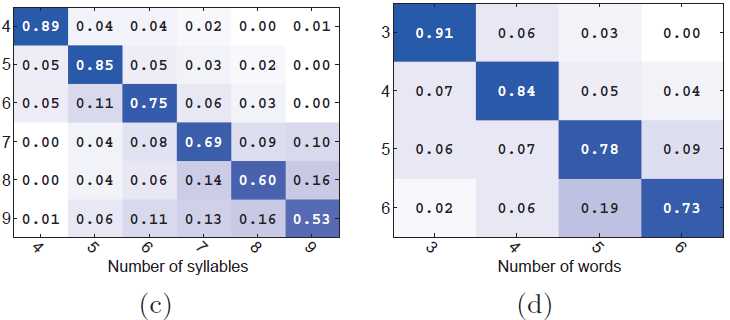 4 0.89 0.04 0.04 0.02 0.00 0.01
5 0.05 0.85 0.05 0.03 0.02 0.00
6 0.05 0.11 0.75 0.06 0.03 0.00
7 0.00 0.04 0.08 0.69 0.09 0.10
8 0.00 0.04 0.06 0.14 0.60 0.16
9 0.01 0.06 0.11 0.13 0.16 0.53
4 5 6 7 8 9
Number of syllables
(c)
3 0.91 0.06 0.03 0.00
4 0.07 0.84 0.05 0.04
5 0.06 0.07 0.78 0.09
6 0.02 0.06 0.19 0.73
3 4 5 6
Number of words
(d)